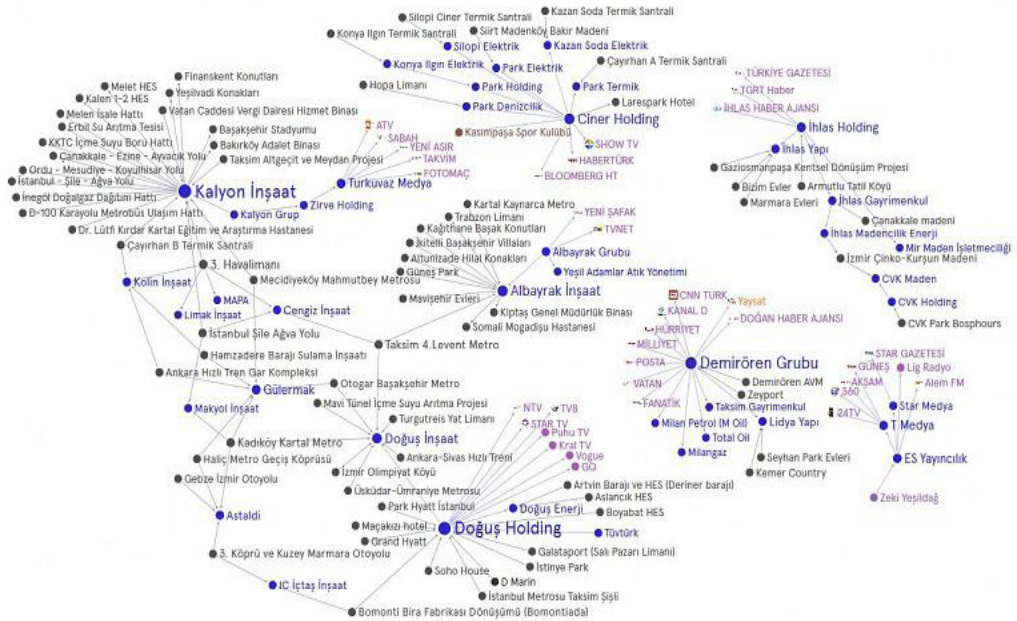 Kazan Soda Termik Santrali
Silopi Ciner Termik Santrali
Siirt Madenköy Bakır Madeni
Konya Ilgın Termik Santrali
Silopi Elektrik
Kazan Soda Elektrik
Konya Ilgın Elektrik
Park Elektrik
Çayırhan A Termik Santrali
Hopa Limanı
Park Holding
Park Termik
Park Denizcilik
Larespark Hotel
Ciner Holding
Kasımpaşa Spor Kulübü
SHOW TV
HABERTÜRK
BLOOMBERG HT
TÜRKİYE GAZETESİ
TGRT Haber
İHLAS HABER AJANSI
İhlas Holding
İhlas Yapı
Gaziosmanpaşa Kentsel Dönüşüm Projesi
Bizim Evler
Armutlu Tatil Köyü
Marmara Evleri
İhlas Gayrimenkul
Çanakkale madeni
İhlas Madencilik Enerji
Mir Maden İşletmeciliği
İzmir Çinko-Kurşun Madeni
CVK Maden
CVK Holding
CVK Park Bosphours
Finanskent Konutları
Melet HES
Yeşilvadi Konakları
Kalen 1-2 HES
Melen İsale Hattı
Vatan Caddesi Vergi Dairesi Hizmet Binası
Erbil Su Arıtma Tesisi
Başakşehir Stadyumu
KKTC İçme Suyu Boru Hattı
Bakırköy Adalet Binası
Çanakkale - Ezine - Ayvacık Yolu
Taksim Altgeçit ve Meydan Projesi
Ordu - Mesudiye - Koyulhisar Yolu
İstanbul - Şile - Ağva Yolu
Kalyon İnşaat
İnegöl Doğalgaz Dağıtım Hattı
D-100 Karayolu Metrobüs Ulaşım Hattı
Kalyon Grup
Zirve Holding
Dr. Lütfi Kırdar Kartal Eğitim ve Araştırma Hastanesi
ATV
SABAH
YENİ ASIR
TAKVİM
FOTOMAÇ
Turkuvaz Medya
Çayırhan B Termik Santrali
3. Havalimanı
Kolin İnşaat
Mecidiyeköy Mahmutbey Metrosu
MAPA
Limak İnşaat
Cengiz İnşaat
İstanbul Şile Ağva Yolu
Taksim 4.Levent Metro
Hamzadere Barajı Sulama İnşaatı
Ankara Hızlı Tren Gar Kompleksi
Gülermak
Makyol İnşaat
Kartal Kaynarca Metro
Trabzon Limanı
Kağıthane Başak Konutları
İkitelli Başakşehir Villaları
Altunizade Hilal Konakları
Güneş Park
Mavişehir Evleri
YENİ ŞAFAK
TVNET
Albayrak Grubu
Yeşil Adamlar Atık Yönetimi
Albayrak İnşaat
Kiptaş Genel Müdürlük Binası
Somali Mogadişu Hastanesi
CNN TURK
Yaysat
KANAL D
DOĞAN HABER AJANSI
HÜRRİYET
MİLLİYET
POSTA
Demirören Grubu
VATAN
Demirören AVM
Zeyport
FANATİK
Taksim Gayrimenkul
Milan Petrol (M Oil)
Lidya Yapı
Total Oil
Milangaz
Seyhan Park Evleri
Kemer Country
STAR GAZETESİ
GÜNEŞ
Lig Radyo
AKŞAM
Alem FM
360
Star Medya
24TV
T Medya
ES Yayıncılık
Zeki Yeşildağ
Otogar Başakşehir Metro
Mavi Tünel İçme Suyu Arıtma Projesi
Turgutreis Yat Limanı
Doğuş İnşaat
Kadıköy Kartal Metro
Ankara-Sivas Hızlı Treni
Haliç Metro Geçiş Köprüsü
İzmir Olimpiyat Köyü
Gebze İzmir Otoyolu
Üsküdar-Ümraniye Metrosu
NTV
TV8
STAR TV
Puhu TV
Kral TV
Vogue
GQ
Artvin Barajı ve HES (Deriner barajı)
Aslancık HES
Park Hyatt İstanbul
Doğuş Enerji
Boyabat HES
Astaldi
Maçakızı hotel
Doğuş Holding
Tüvtürk
Grand Hyatt
3. Köprü ve Kuzey Marmara Otoyolu
Galataport (Salı Pazarı Limanı)
İstinye Park
Soho House
D Marin
IC İçtaş İnşaat
İstanbul Metrosu Taksim Şişli
Bomonti Bira Fabrikası Dönüşümü (Bomontiada)